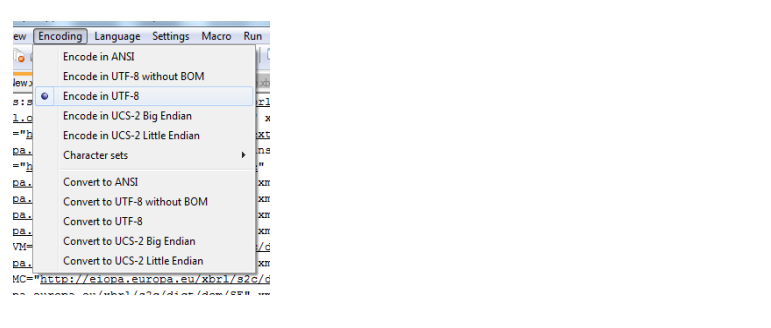 ew Encoding Language Settings Macro Run
Encode in ANSI
Encode in UTF-8 without BOM
Encode in UTF-8
Encode in UCS-2 Big Endian
Encode in UCS-2 Little Endian
Character sets
Convert to ANSI
Convert to UTF-8 without BOM
Convert to UTF-8
Convert to UCS-2 Big Endian
Convert to UCS-2 Little Endian
MC="http://eiopa.europa.eu/xbrl/s2c/d